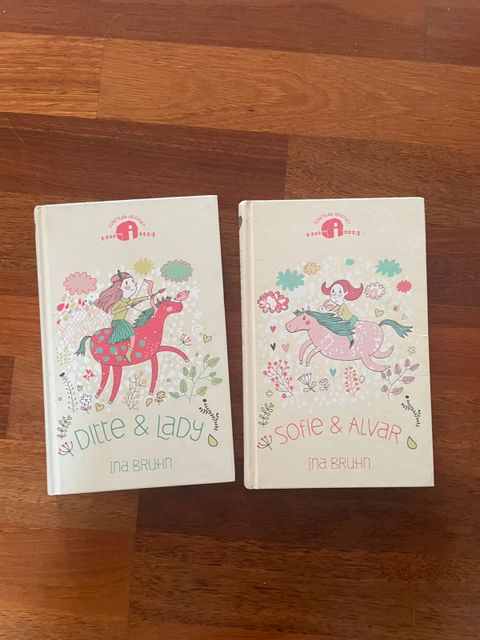 DITTE & LADY
INA BRUHN
SOFIE & ALVAR
INA BRUHN